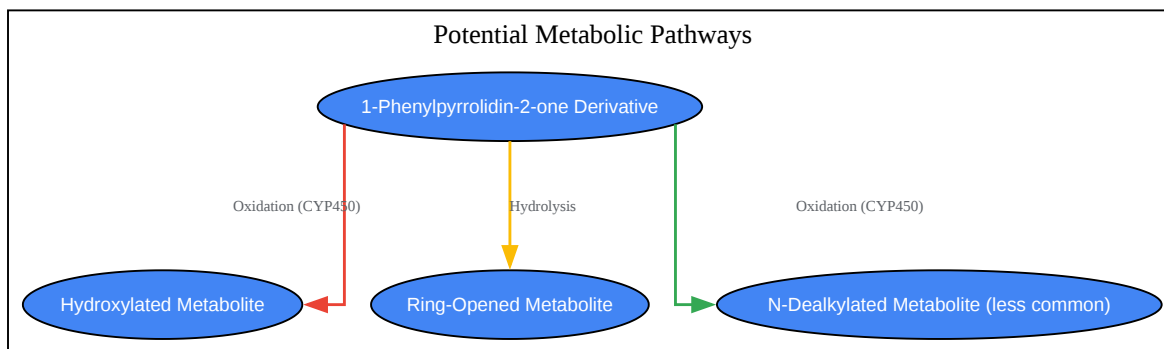 Potential Metabolic Pathways
1-Phenylpyrrolidin-2-one Derivative
Oxidation (CYP450)
Hydrolysis
Oxidation (CYP450)
Hydroxylated Metabolite
Ring-Opened Metabolite
N-Dealkylated Metabolite (less common)